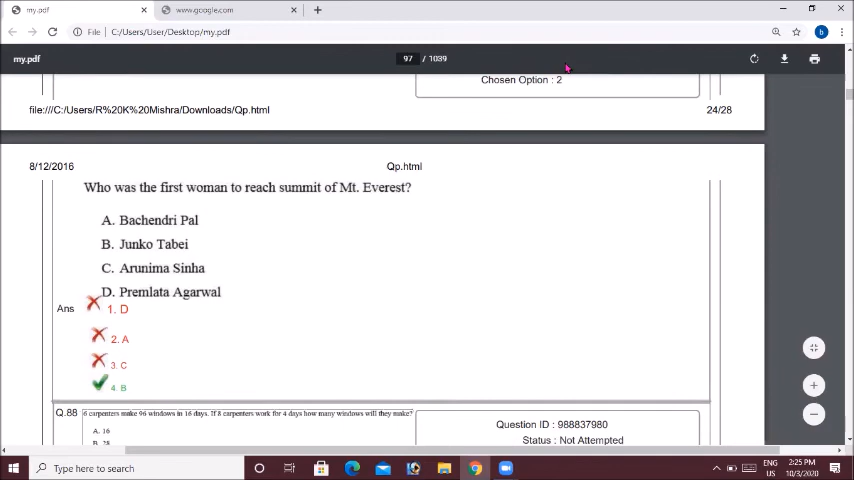 my.pdf
www.google.com
File | C:/Users/User/Desktop/my.pdf
b
my.pdf
97 / 1039
Chosen Option : 2
file:///C:/Users/R%20K%20Mishra/Downloads/Qp.html
24/28
8/12/2016
Qp.html
Who was the first woman to reach summit of Mt. Everest?
A. Bachendri Pal
B. Junko Tabei
C. Arunima Sinha
D. Premlata Agarwal
Ans
1. D
2. A
3. C
4. B
Q.88
6 carpenters make 96 windows in 16 days. If 8 carpenters work for 4 days how many windows will they make?
A. 16
B. 28
Question ID : 988837980
Status : Not Attempted
Type here to search
ENG
US
2:25 PM
10/3/2020